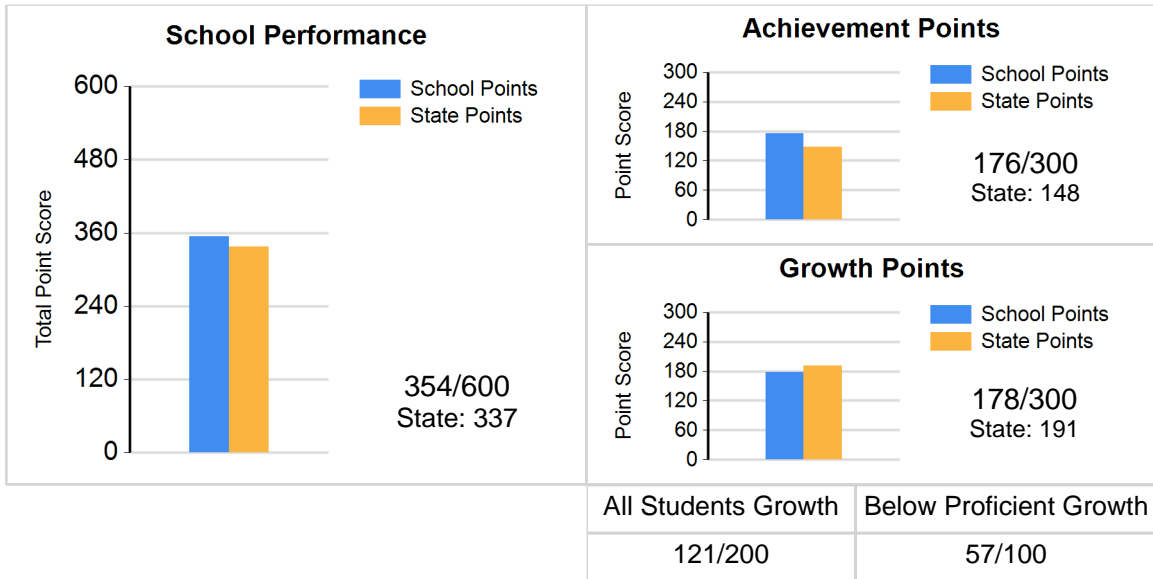 School Performance
600
480
360
240
120
0
Total Point Score
School Points
State Points
354/600
State: 337
Achievement Points
300
240
180
120
60
0
Point Score
School Points
State Points
176/300
State: 148
Growth Points
300
240
180
120
60
0
Point Score
School Points
State Points
178/300
State: 191
All Students Growth
Below Proficient Growth
121/200
57/100